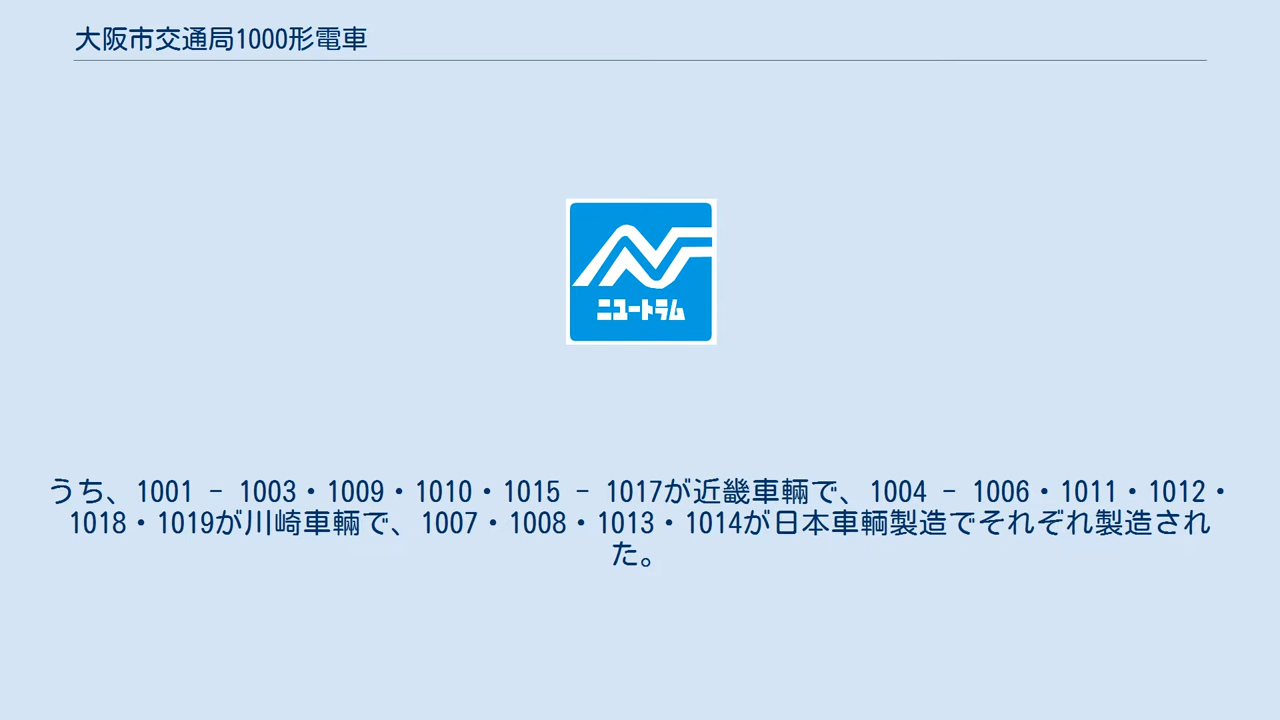 大阪市交通局1000形電車
ニュートラム
うち、1001 － 1003・1009・1010・1015 － 1017が近畿車輛で、1004 － 1006・1011・1012・
1018・1019が川崎車輛で、1007・1008・1013・1014が日本車輌製造でそれぞれ製造され
た。